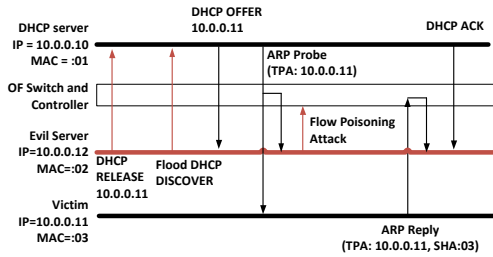 DHCP server
IP = 10.0.0.10
MAC = :01
DHCP OFFER
10.0.0.11
DHCP ACK
ARP Probe
(TPA: 10.0.0.11)
OF Switch and
Controller
Flow Poisoning
Attack
Evil Server
IP=10.0.0.12
MAC=:02
DHCP
RELEASE
10.0.0.11
Flood DHCP
DISCOVER
Victim
IP=10.0.0.11
MAC=:03
ARP Reply
(TPA: 10.0.0.11, SHA:03)